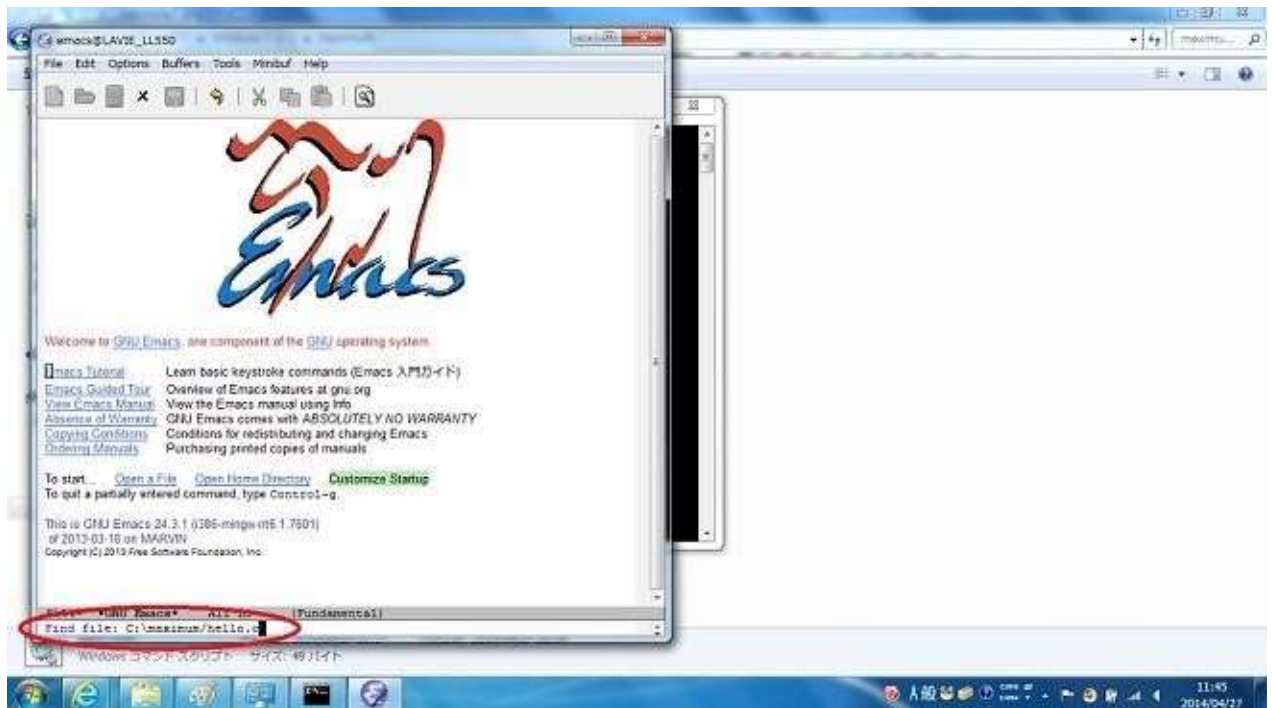 emacs@LAVIE_LL550
File Edit Options Buffers Tools Minibuf Help
Emacs
Welcome to GNU Emacs, one component of the GNU operating system.
Emacs Tutorial Learn basic keystroke commands (Emacs 入門ガイド)
Emacs Guided Tour Overview of Emacs features at gnu.org
View Emacs Manual View the Emacs manual using Info
Absence of Warranty GNU Emacs comes with ABSOLUTELY NO WARRANTY
Copying Conditions Conditions for redistributing and changing Emacs
Ordering Manuals Purchasing printed copies of manuals
To start... Open a File Open Home Directory Customize Startup
To quit a partially entered command, type Control-g.
This is GNU Emacs 24.3.1 (i386-mingw-nt6.1.7601)
of 2013-03-18 on MARVIN
Copyright (C) 2013 Free Software Foundation, Inc.
*GNU Emacs* (Fundamental)
Find file: C:\maximum/hello.c
Windows コマンド スクリプト サイズ: 49 バイト
A 般
11:45
2014/04/27